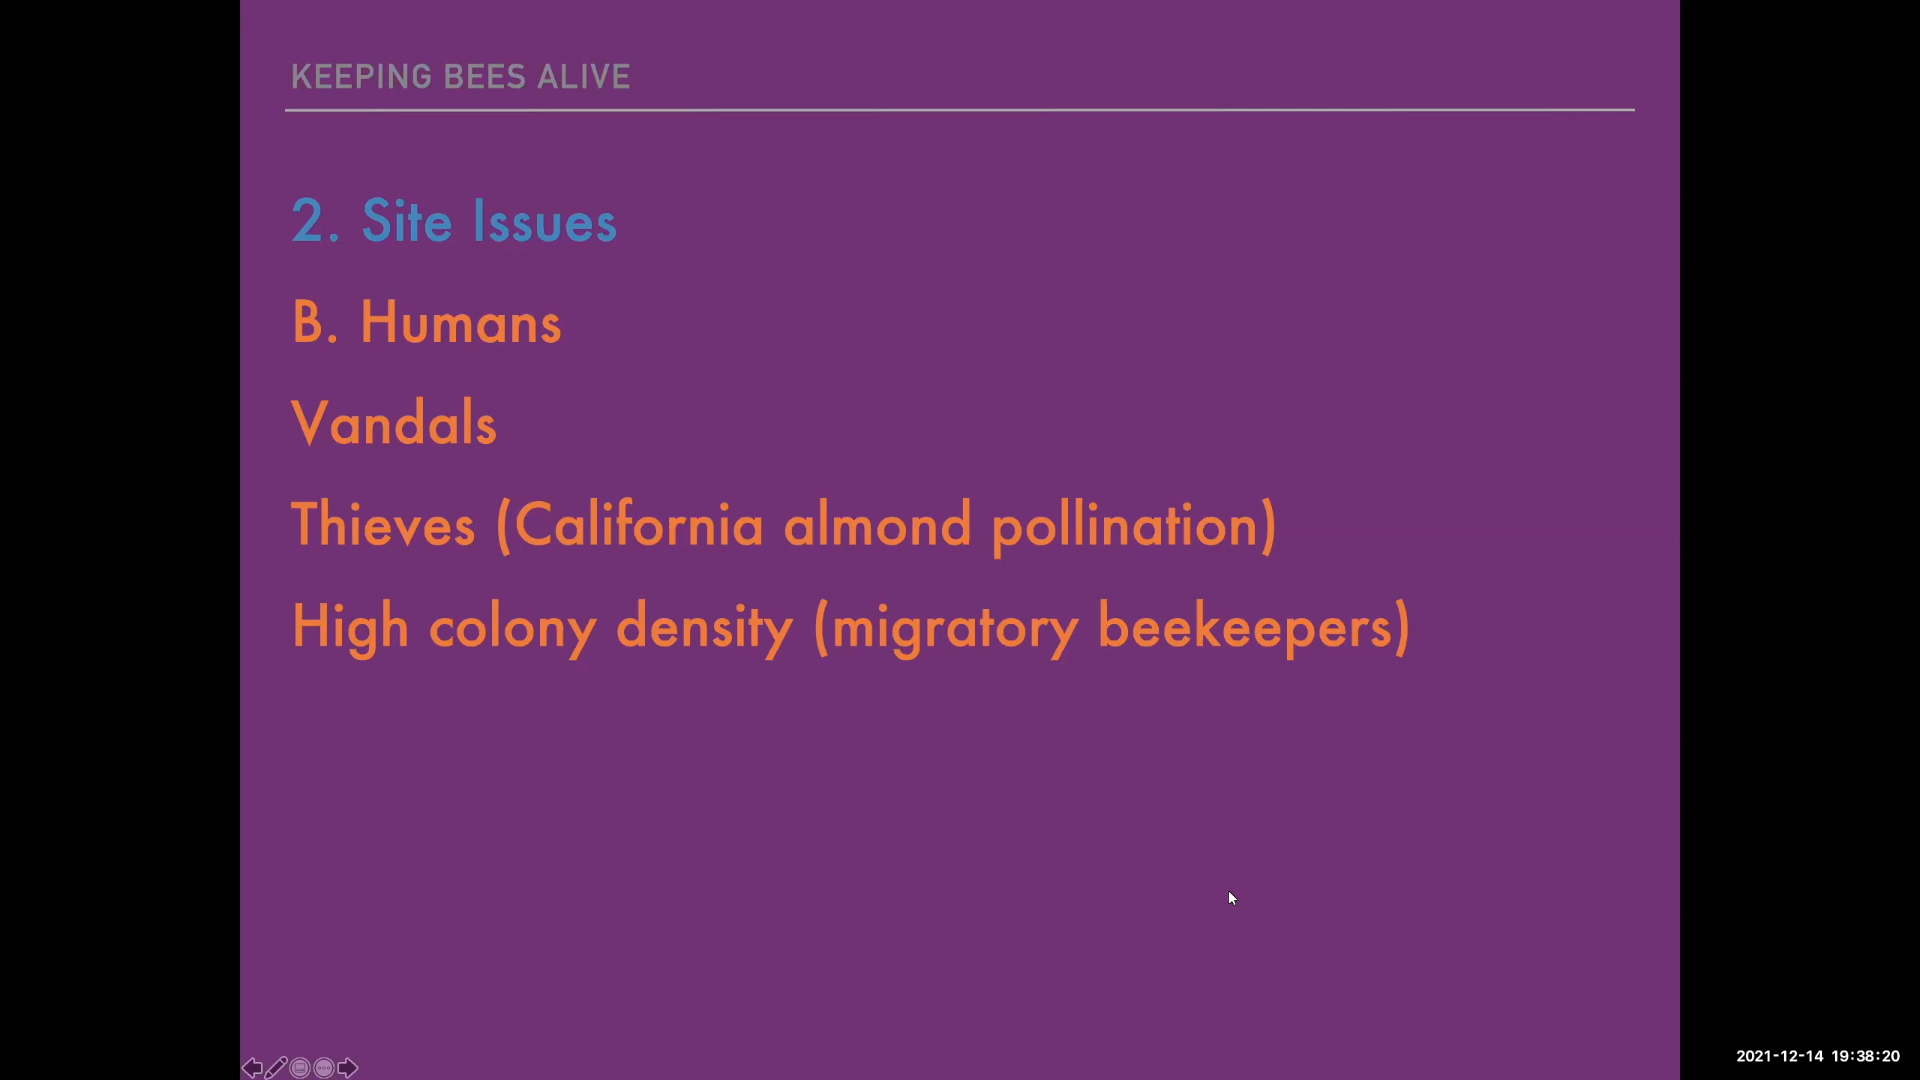 KEEPING BEES ALIVE
2. Site Issues
B. Humans
Vandals
Thieves (California almond pollination)
High colony density (migratory beekeepers)
2021-12-14 19:38:20